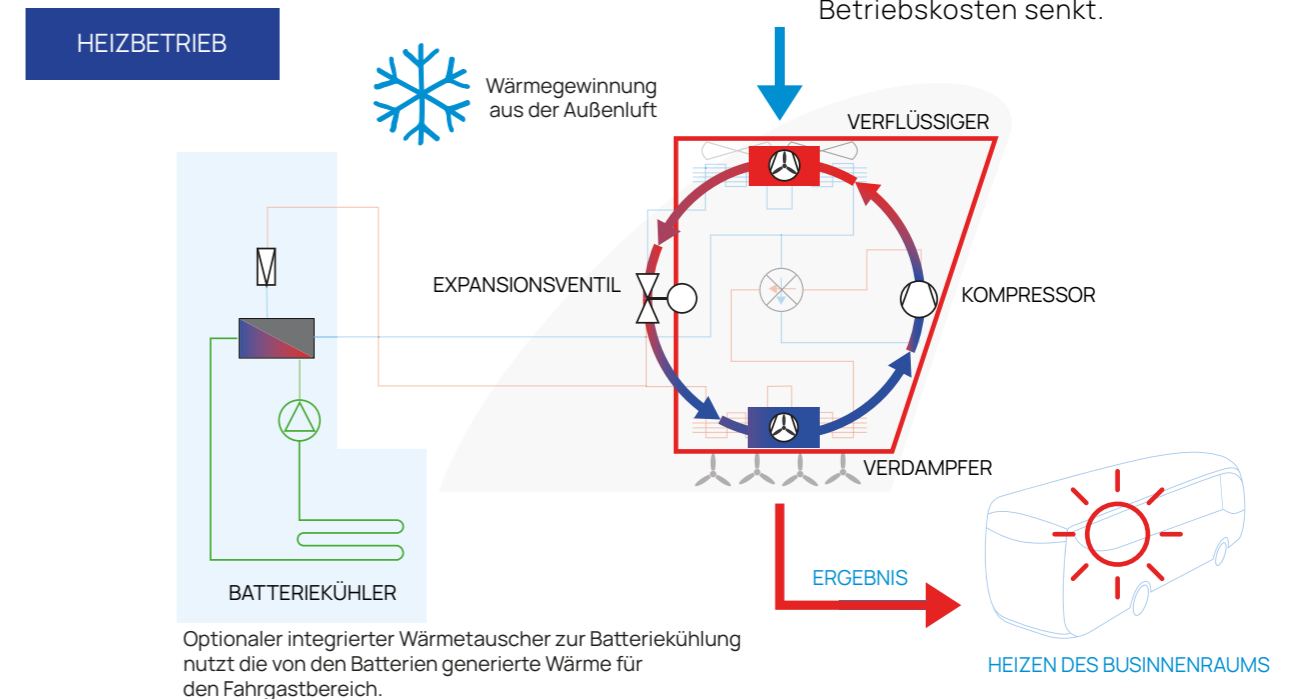 Betriebskosten senkt.
HEIZBETRIEB
Wärmegewinnung
aus der Außenluft
VERFLÜSSIGER
EXPANSIONSVENTIL
KOMPRESSOR
VERDAMPFER
BATTERIEKÜHLER
ERGEBNIS
Optionaler integrierter Wärmetauscher zur Batteriekühlung
nutzt die von den Batterien generierte Wärme für
den Fahrgastbereich.
HEIZEN DES BUSINNENRAUMS